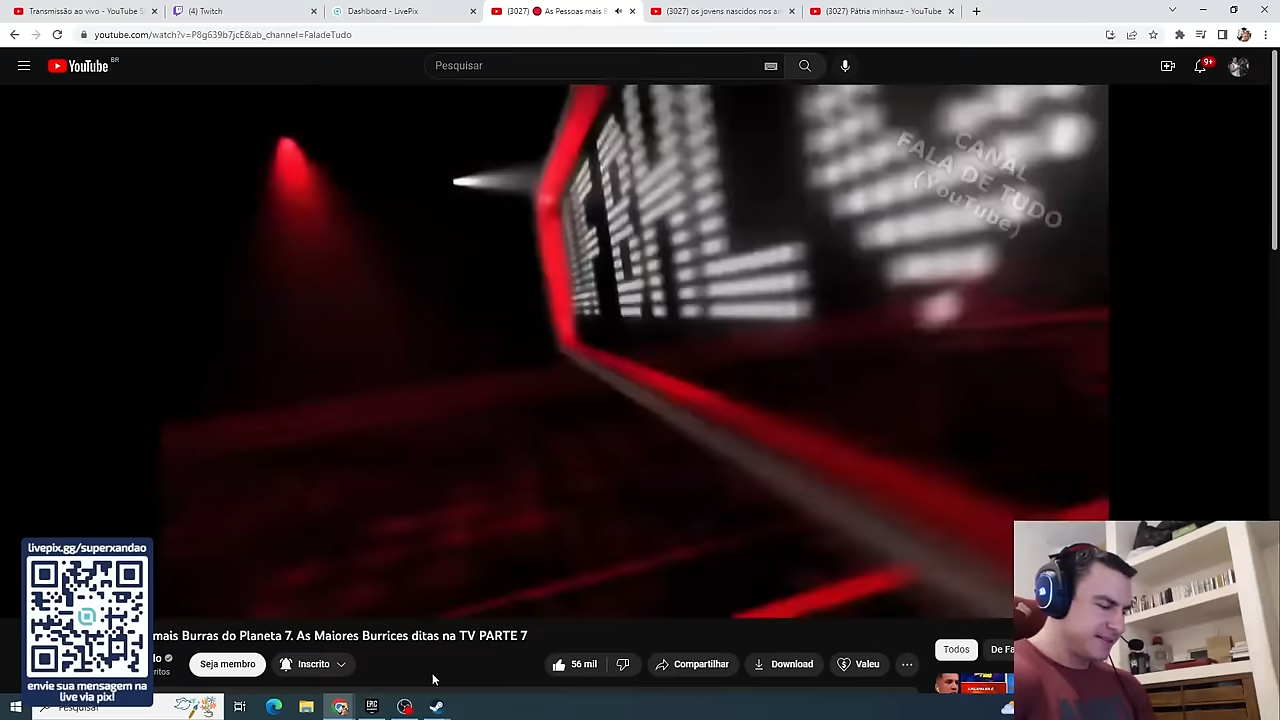 Transmissão ao vivo - YouTube S
(4) Twitch
Dashboard - LivePix
(3027) As Pessoas mais B
(3027) os jovens nascidos nos an
(3027) Pátria minhauz - YouTube
youtube.com/watch?v=P8g639b7jcE&ab_channel=FaladeTudo
YouTube BR
Pesquisar
9+
CANAL
FALA DE TUDO
(YouTube)
livepix.gg/superxandao
envie sua mensagem na
live via pix!
mais Burras do Planeta 7. As Maiores Burrices ditas na TV PARTE 7
Seja membro
Inscrito
56 mil
Compartilhar
Download
Valeu
Todos
De Fa
Pesquisar
EPIC